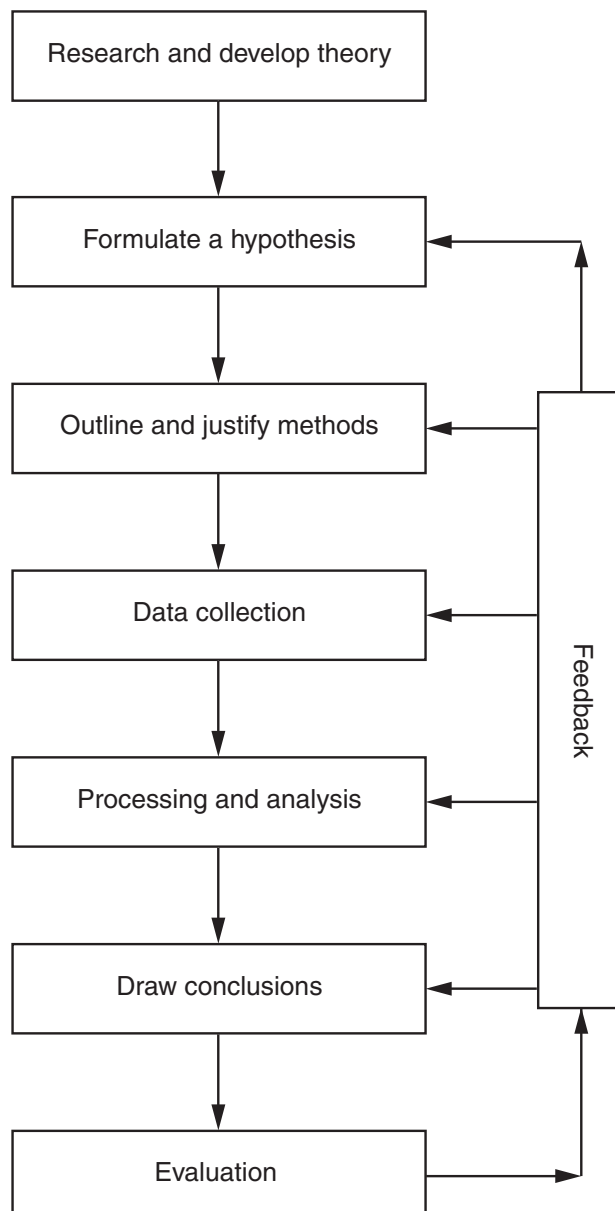 Research and develop theory
Formulate a hypothesis
Outline and justify methods
Data collection
Processing and analysis
Draw conclusions
Evaluation
Feedback